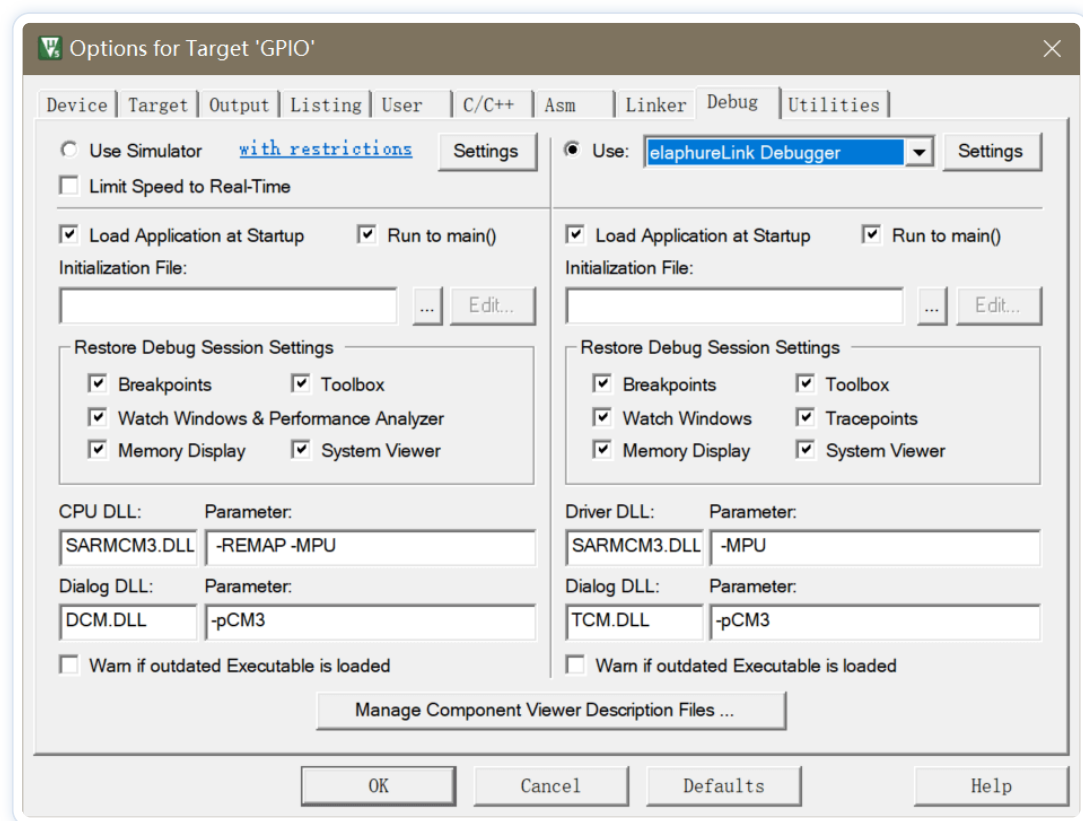 Options for Target 'GPIO'
Device Target Output Listing User C/C++ Asm Linker Debug Utilities
Use Simulator with restrictions Settings
Limit Speed to Real-Time
Load Application at Startup Run to main()
Initialization File:
... Edit...
Restore Debug Session Settings
Breakpoints Toolbox
Watch Windows & Performance Analyzer
Memory Display System Viewer
CPU DLL: Parameter:
SARMCM3.DLL -REMAP -MPU
Dialog DLL: Parameter:
DCM.DLL -pCM3
Warn if outdated Executable is loaded
Use: elaphureLink Debugger Settings
Load Application at Startup Run to main()
Initialization File:
... Edit...
Restore Debug Session Settings
Breakpoints Toolbox
Watch Windows Tracepoints
Memory Display System Viewer
Driver DLL: Parameter:
SARMCM3.DLL -MPU
Dialog DLL: Parameter:
TCM.DLL -pCM3
Warn if outdated Executable is loaded
Manage Component Viewer Description Files ...
OK Cancel Defaults Help